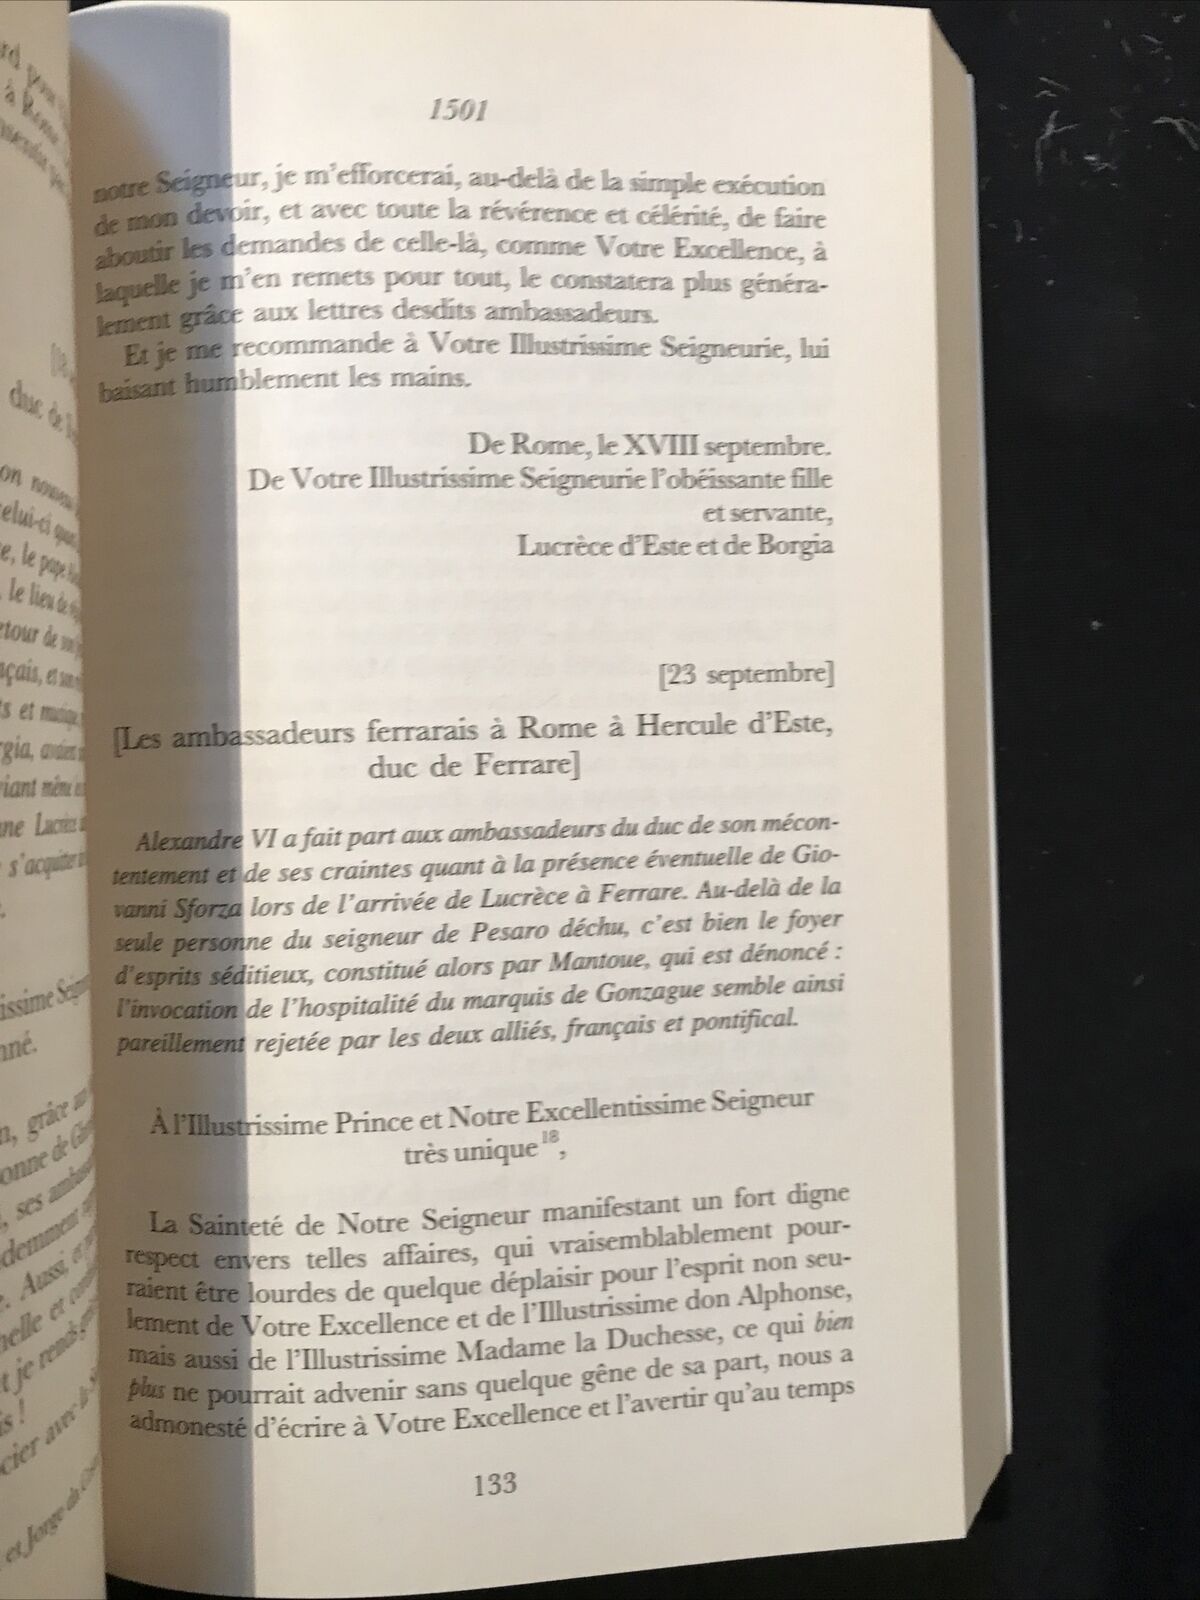 1501
notre Seigneur, je m'efforcerai, au-delà de la simple exécution
de mon devoir, et avec toute la révérence et célérité, de faire
aboutir les demandes de celle-là, comme Votre Excellence, à
laquelle je m'en remets pour tout, le constatera plus généra-
lement grâce aux lettres desdits ambassadeurs.
Et je me recommande à Votre Illustrissime Seigneurie, lui
baisant humblement les mains.
De Rome, le XVIII septembre.
De Votre Illustrissime Seigneurie l'obéissante fille
et servante,
Lucrèce d'Este et de Borgia
[23 septembre]
[Les ambassadeurs ferrarais à Rome à Hercule d'Este,
duc de Ferrare]
Alexandre VI a fait part aux ambassadeurs du duc de son mécon-
tentement et de ses craintes quant à la présence éventuelle de Gio-
vanni Sforza lors de l'arrivée de Lucrèce à Ferrare. Au-delà de la
seule personne du seigneur de Pesaro déchu, c'est bien le foyer
d'esprits séditieux, constitué alors par Mantoue, qui est dénoncé :
l'invocation de l'hospitalité du marquis de Gonzague semble ainsi
pareillement rejetée par les deux alliés, français et pontifical.
À l'Illustrissime Prince et Notre Excellentissime Seigneur
très unique18,
La Sainteté de Notre Seigneur manifestant un fort digne
respect envers telles affaires, qui vraisemblablement pour-
raient être lourdes de quelque déplaisir pour l'esprit non seu-
lement de Votre Excellence et de l'Illustrissime don Alphonse,
mais aussi de l'Illustrissime Madame la Duchesse, ce qui bien
plus ne pourrait advenir sans quelque gêne de sa part, nous a
admonesté d'écrire à Votre Excellence et l'avertir qu'au temps
133